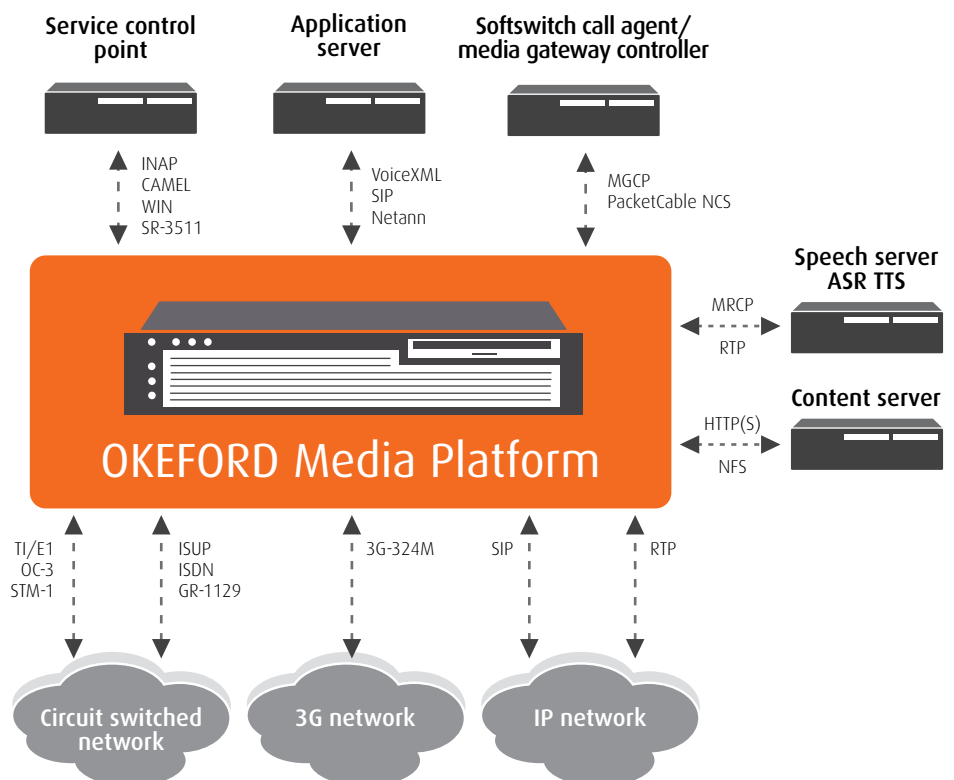 Service control
point
Application
server
Softswitch call agent/
media gateway controller
INAP
CAMEL
WIN
SR-3511
VoiceXML
SIP
Netann
MGCP
PacketCable NCS
Speech server
ASR TTS
MRCP
RTP
Content server
HTTP(S)
NFS
OKEFORD Media Platform
TI/E1
OC-3
STM-1
ISUP
ISDN
GR-1129
3G-324M
SIP
RTP
Circuit switched
network
3G network
IP network